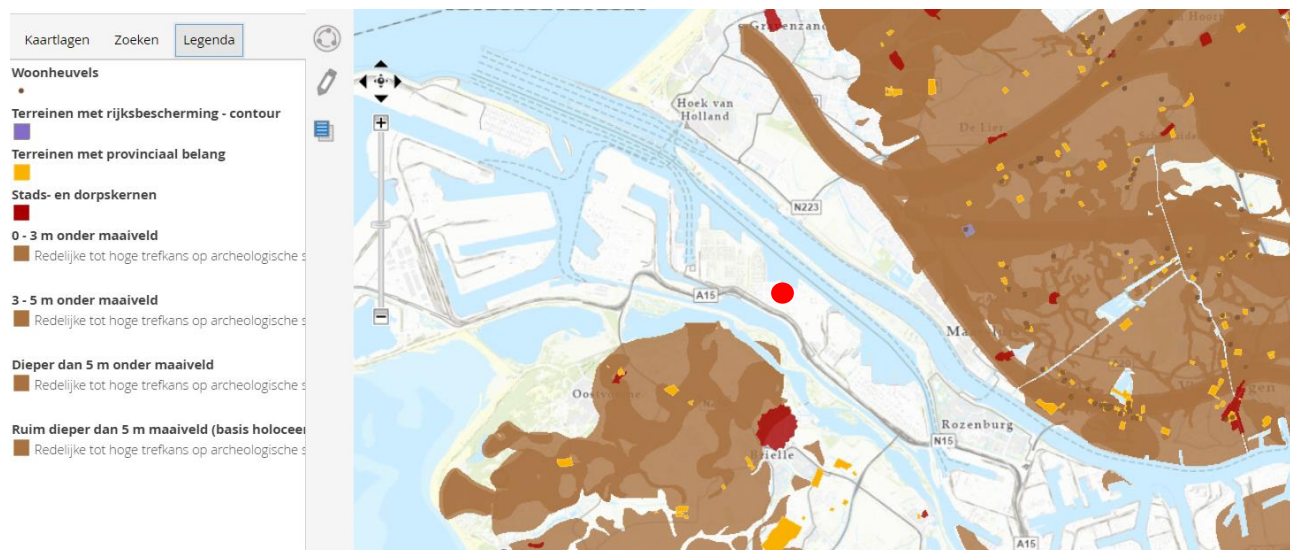 Kaartlagen Zoeken Legenda
Woonheuvels
Terreinen met rijksbescherming - contour
Terreinen met provinciaal belang
Stads- en dorpskernen
0 - 3 m onder maaiveld
Redelijke tot hoge trefkans op archeologische s
3 - 5 m onder maaiveld
Redelijke tot hoge trefkans op archeologische s
Dieper dan 5 m onder maaiveld
Redelijke tot hoge trefkans op archeologische s
Ruim dieper dan 5 m maaiveld (basis holoceen
Redelijke tot hoge trefkans op archeologische s
Hoek van
Holland
De Lier
N223
A15
Rozenburg
N15
Brielle
A15